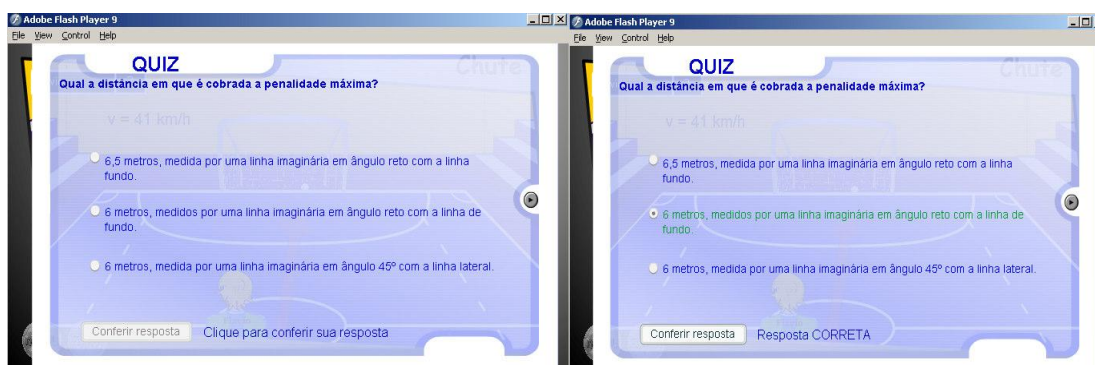 Adobe Flash Player 9
File View Control Help
QUIZ
Chute
Qual a distância em que é cobrada a penalidade máxima?
v = 41 km/h
6,5 metros, medida por uma linha imaginária em ângulo reto com a linha
fundo.
6 metros, medidos por uma linha imaginária em ângulo reto com a linha de
fundo.
6 metros, medida por uma linha imaginária em ângulo 45º com a linha lateral.
Conferir resposta Clique para conferir sua resposta
Adobe Flash Player 9
File View Control Help
QUIZ
Chute
Qual a distância em que é cobrada a penalidade máxima?
v = 41 km/h
6,5 metros, medida por uma linha imaginária em ângulo reto com a linha
fundo.
6 metros, medidos por uma linha imaginária em ângulo reto com a linha de
fundo.
6 metros, medida por uma linha imaginária em ângulo 45º com a linha lateral.
Conferir resposta Resposta CORRETA